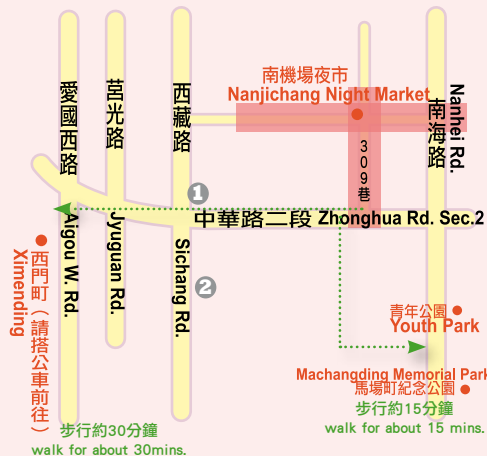 南機場夜市
Nanjichang Night Market
愛國西路
莒光路
西藏路
南海路
Nanhei Rd.
309巷
1
中華路二段 Zhonghua Rd. Sec.2
Aigou W. Rd.
Jyuguan Rd.
Sichang Rd.
2
西門町（請搭公車前往）
Ximending
青年公園
Youth Park
Machangding Memorial Park
馬場町紀念公園
步行約30分鐘
walk for about 30mins.
步行約15分鐘
walk for about 15 mins.